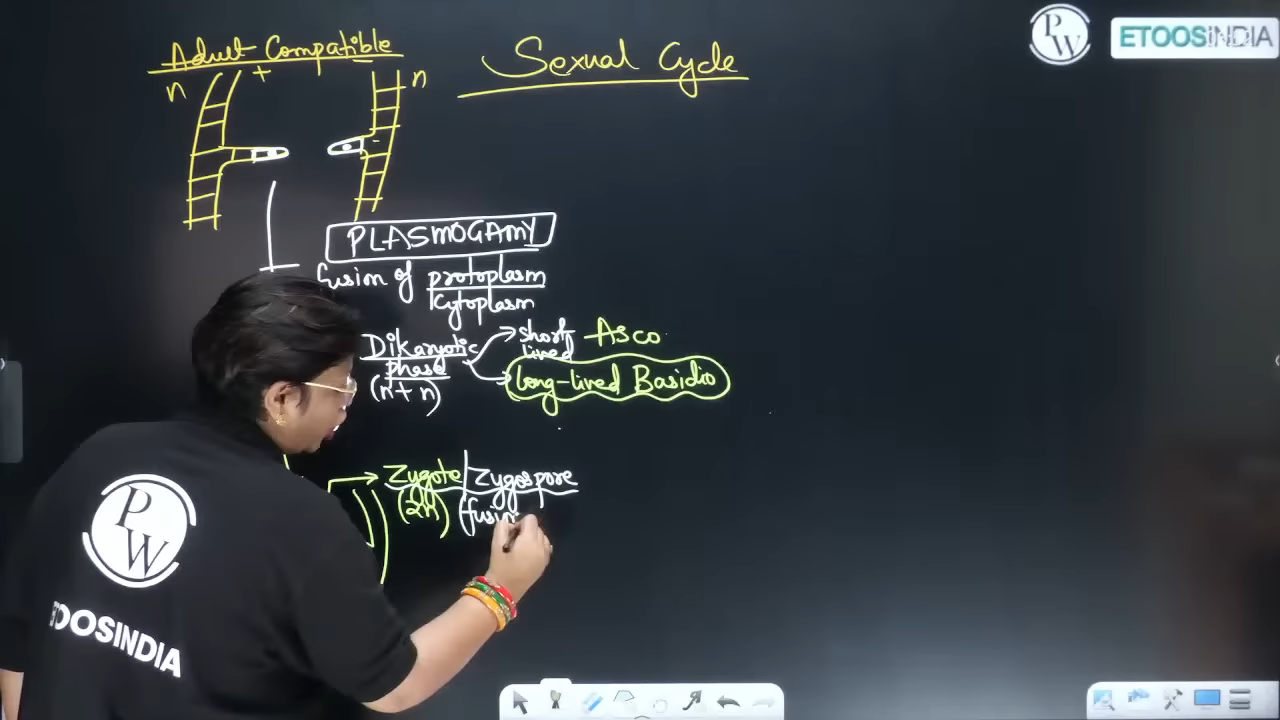 Adult Compatible
Sexual Cycle
n + - n
PLASMOGAMY
fusion of protoplasm
cytoplasm
Dikaryotic
phase
(n+n)
short
lived
Asco
long-lived Basidio
Zygote|Zygospore
(2n)
PW
ETOOSINDIA
PW
ETOOSINDIA